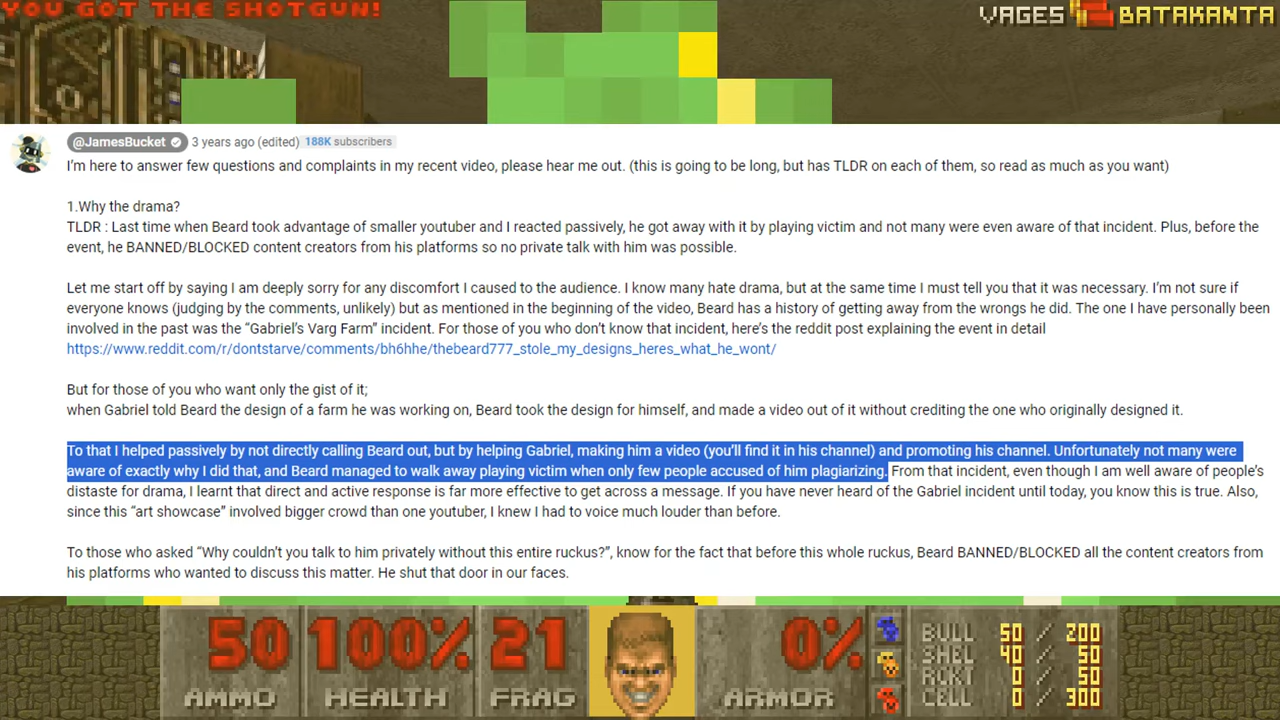 YOU GOT THE SHOTGUN!
VAGES BATAKANTA
@JamesBucket 3 years ago (edited) 188K subscribers
I'm here to answer few questions and complaints in my recent video, please hear me out. (this is going to be long, but has TLDR on each of them, so read as much as you want)
1.Why the drama?
TLDR : Last time when Beard took advantage of smaller youtuber and I reacted passively, he got away with it by playing victim and not many were even aware of that incident. Plus, before the
event, he BANNED/BLOCKED content creators from his platforms so no private talk with him was possible.
Let me start off by saying I am deeply sorry for any discomfort I caused to the audience. I know many hate drama, but at the same time I must tell you that it was necessary. I'm not sure if
everyone knows (judging by the comments, unlikely) but as mentioned in the beginning of the video, Beard has a history of getting away from the wrongs he did. The one I have personally been
involved in the past was the “Gabriel's Varg Farm” incident. For those of you who don't know that incident, here's the reddit post explaining the event in detail
https://www.reddit.com/r/dontstarve/comments/bh6hhe/thebeard777_stole_my_designs_heres_what_he_wont/
But for those of you who want only the gist of it;
when Gabriel told Beard the design of a farm he was working on, Beard took the design for himself, and made a video out of it without crediting the one who originally designed it.
To that I helped passively by not directly calling Beard out, but by helping Gabriel, making him a video (you'll find it in his channel) and promoting his channel. Unfortunately not many were
aware of exactly why I did that, and Beard managed to walk away playing victim when only few people accused of him plagiarizing. From that incident, even though I am well aware of people's
distaste for drama, I learnt that direct and active response is far more effective to get across a message. If you have never heard of the Gabriel incident until today, you know this is true. Also,
since this “art showcase” involved bigger crowd than one youtuber, I knew I had to voice much louder than before.
To those who asked “Why couldn't you talk to him privately without this entire ruckus?”, know for the fact that before this whole ruckus, Beard BANNED/BLOCKED all the content creators from
his platforms who wanted to discuss this matter. He shut that door in our faces.
50 100% 21 0%
AMMO HEALTH FRAG ARMOR
BULL 50 / 200
SHEL 40 / 50
RCKT 0 / 50
CELL 0 / 300